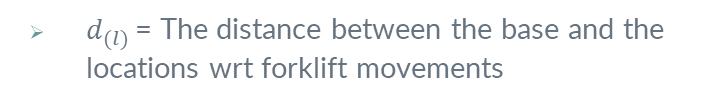 ➢ d(l) = The distance between the base and the
locations wrt forklift movements